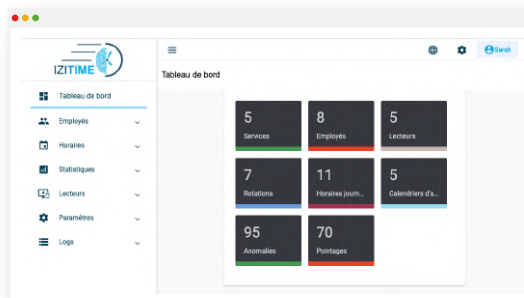 IZITIME
Sarah
Tableau de bord
Tableau de bord
Employés
Horaires
Statistiques
Lecteurs
Paramètres
Logs
5
Services
8
Employés
5
Lecteurs
7
Rotations
11
Horaires journ...
5
Calendriers d'a...
95
Anomalies
70
Pointages